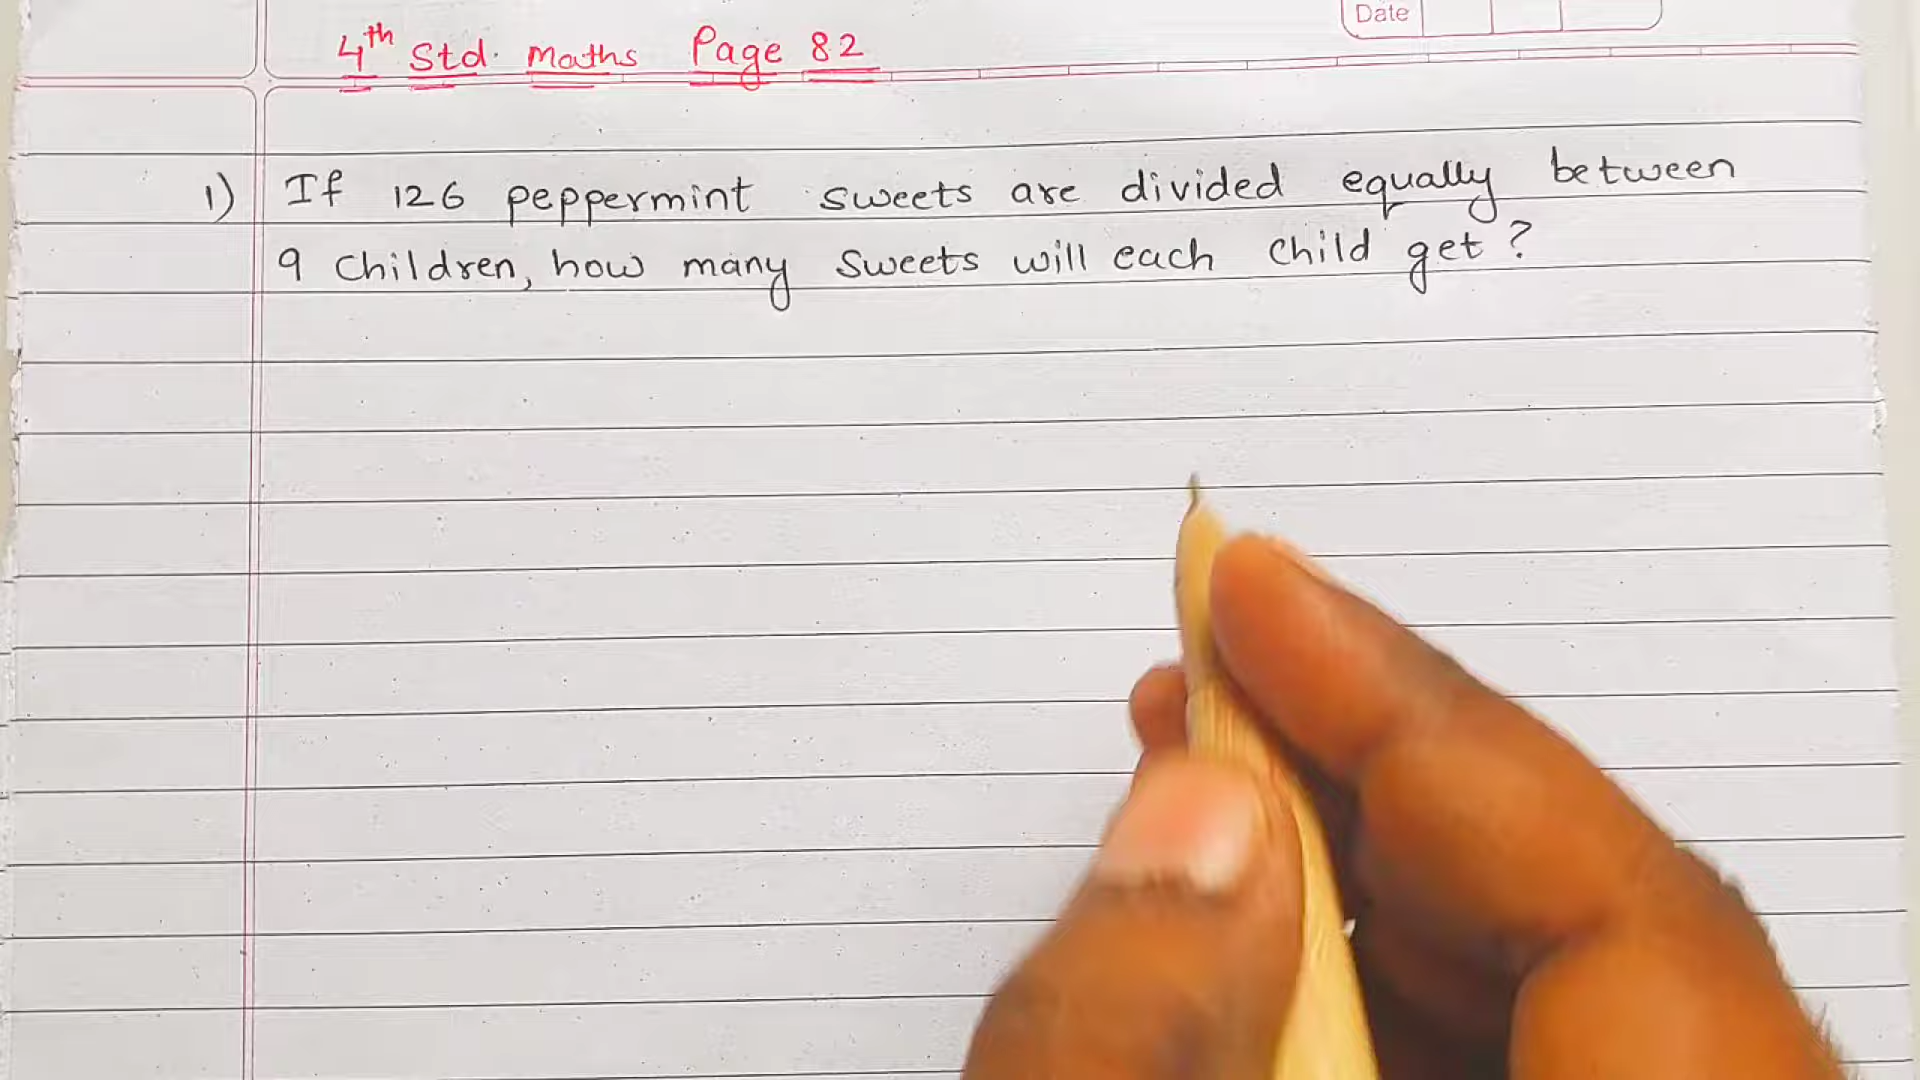 Date
4th Std. Maths Page 82
1) If 126 peppermint sweets are divided equally between
9 children, how many sweets will each child get?